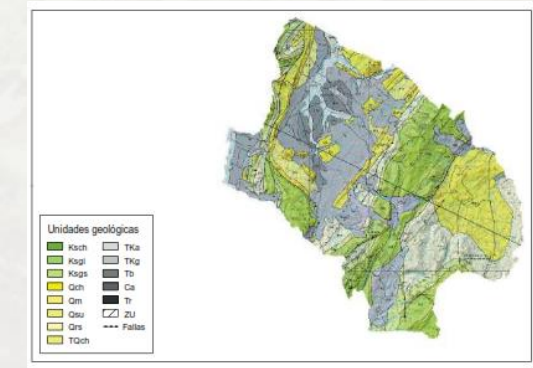 Unidades geológicas
Ksch
Ksgi
Ksgs
Qch
Qm
Qsu
Qrs
TQch
TKa
TKg
Tb
Ca
Tr
ZU
Fallas